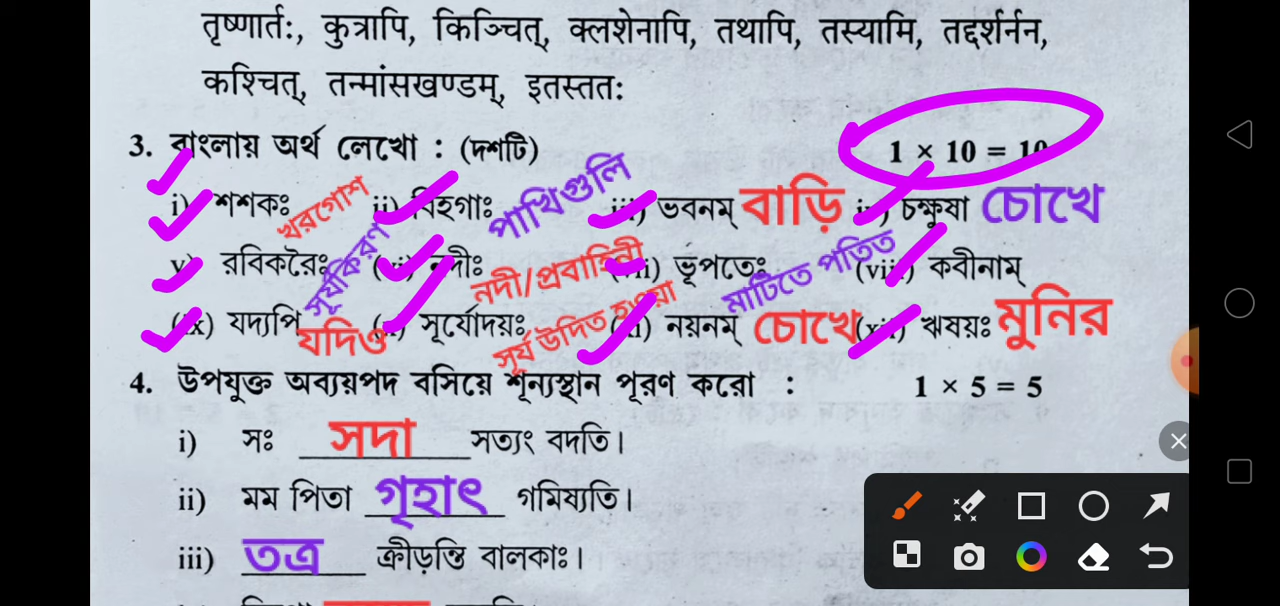 तृष्णार्तः, कुत्रापि, किञ्चित्, क्लशेनापि, तथापि, तस्यामि, तद्दर्शर्नन,
कश्चित्, तन्मांसखण्डम्, इतस्ततः
3. বাংলায় অর্থ লেখো : (দশটি) 1 × 10 = 10
i) শশকঃ খরগোশ ii) বিহগাঃ পাখিগুলি iii) ভবনম্ বাড়ি iv) চক্ষুষা চোখে
v) রবিকরৈঃ সূর্যকিরণ (vi) নদীঃ নদী/প্রবাহিনী (vii) ভূপতেঃ মাটিতে পতিত (viii) কবীনাম্
(ix) যদ্যপি যদিও (x) সূর্যোদয়ঃ সূর্য উদিত হওয়া (xi) নয়নম্ চোখে (xii) ঋষয়ঃ মুনির
4. উপযুক্ত অব্যয়পদ বসিয়ে শূন্যস্থান পূরণ করো : 1 × 5 = 5
i) সঃ সদা সত্যং বদতি।
ii) মম পিতা গৃহাৎ গমিষ্যতি।
iii) তত্র ক্রীড়ন্তি বালকাঃ।